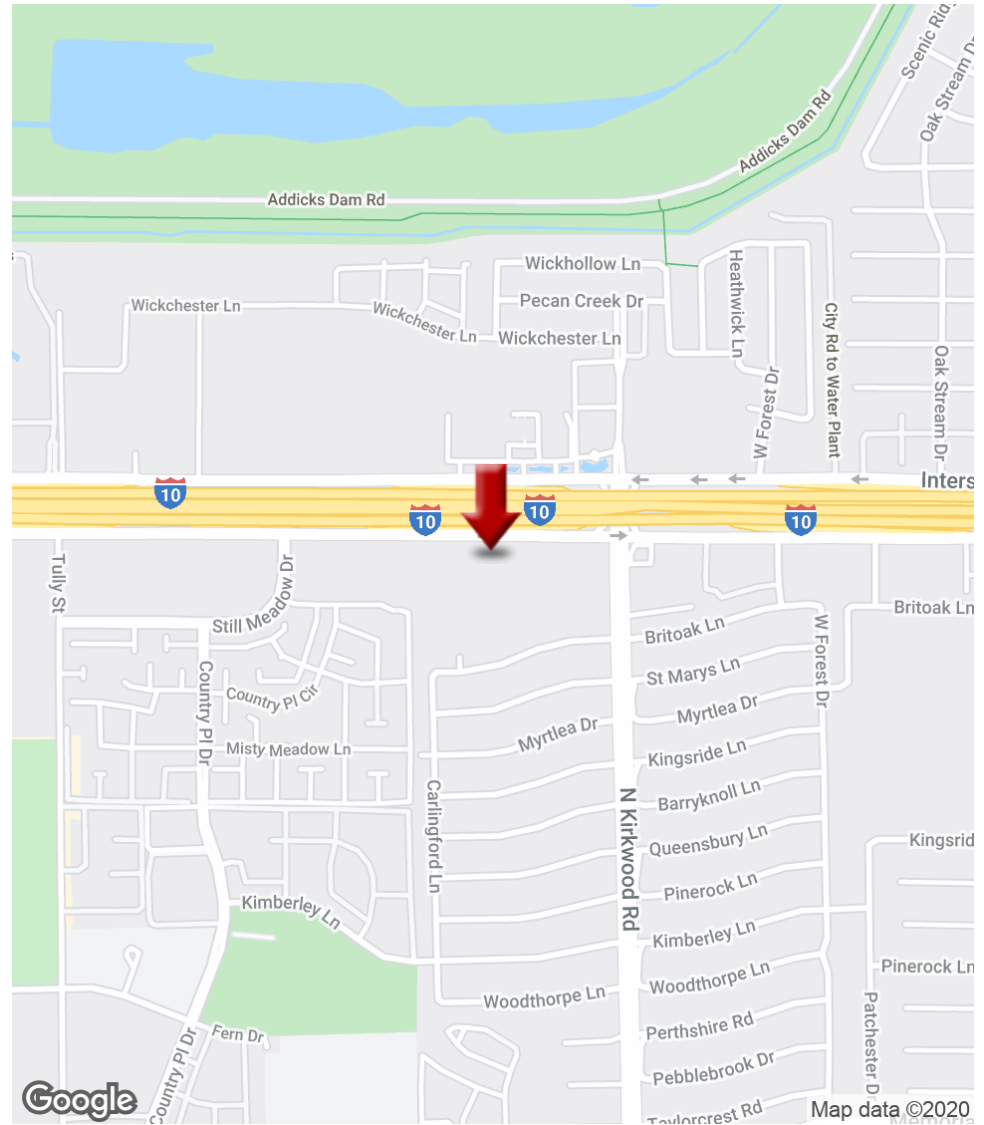 Scenic Ridg
Oak Stream Dr
Addicks Dam Rd
Addicks Dam Rd
Wickhollow Ln
Heathwick Ln
Pecan Creek Dr
Wickchester Ln
Wickchester Ln
Wickchester Ln
City Rd to Water Plant
Oak Stream Dr
W Forest Dr
Inters
10
10
10
10
Tully St
Still Meadow Dr
Britoak Ln
Britoak Ln
W Forest Dr
St Marys Ln
Country Pl Dr
Country Pl Cir
Myrtlea Dr
Myrtlea Dr
Misty Meadow Ln
Kingsride Ln
Carlingford Ln
N Kirkwood Rd
Barryknoll Ln
Queensbury Ln
Kingsrid
Pinerock Ln
Kimberley Ln
Kimberley Ln
Woodthorpe Ln
Pinerock Ln
Woodthorpe Ln
Patchester Dr
Perthshire Rd
Fern Dr
Country Pl Dr
Pebblebrook Dr
Taylorcrest Rd
Google
Map data ©2020
Memoria